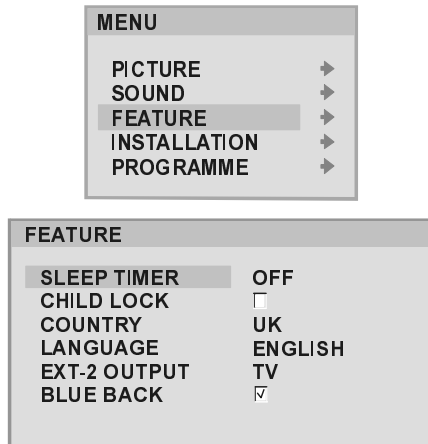 MENU
PICTURE
SOUND
FEATURE
INSTALLATION
PROGRAMME
FEATURE
SLEEP TIMER OFF
CHILD LOCK
COUNTRY UK
LANGUAGE ENGLISH
EXT-2 OUTPUT TV
BLUE BACK